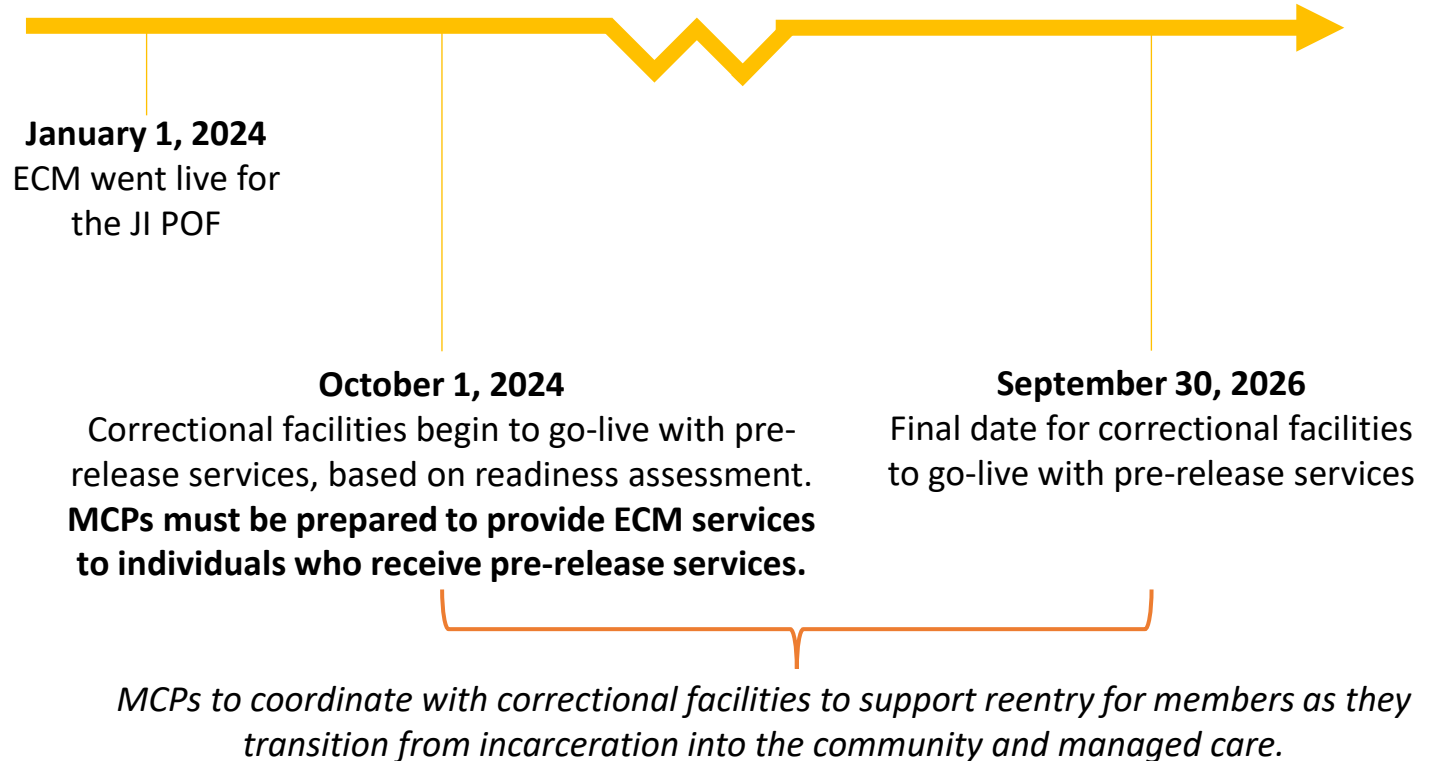 January 1, 2024
ECM went live for
the JI POF
October 1, 2024
Correctional facilities begin to go-live with pre-
release services, based on readiness assessment.
MCPs must be prepared to provide ECM services
to individuals who receive pre-release services.
September 30, 2026
Final date for correctional facilities
to go-live with pre-release services
MCPs to coordinate with correctional facilities to support reentry for members as they
transition from incarceration into the community and managed care.